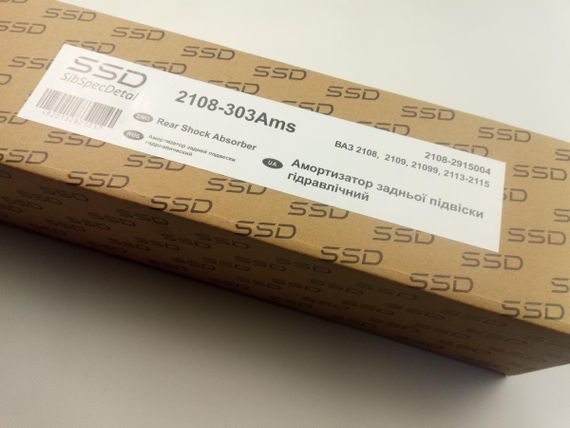 SSD
SibSpecDetal
2108-303Ams
2108-2915004
ВАЗ 2108, 2109, 21099, 2113-2115
ENG Rear Shock Absorber
RUS Амортизатор задней подвески
гидравлический
UA Амортизатор задньої підвіски
гідравлічний